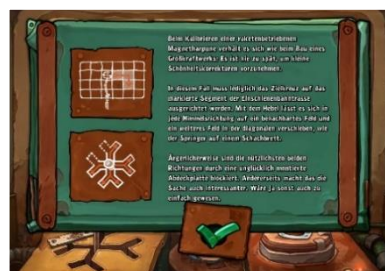 Beim Kalibrieren einer raketenbetriebenen
Magnetharpune verhält es sich wie beim Bau eines
Großkraftwerks: Es ist nie zu spät, um kleine
Schönheitskorrekturen vorzunehmen.
In diesem Fall muss lediglich das Zielkreuz auf das
markierte Segment der Einschienenbahntrasse
ausgerichtet werden. Mit dem Hebel lässt es sich in
jede Himmelsrichtung auf ein benachbartes Feld und
ein weiteres Feld in der Diagonalen verschieben, wie
der Springer auf einem Schachbrett.
Ärgerlicherweise sind die nützlichsten beiden
Richtungen durch eine unglücklich montierte
Abdeckplatte blockiert. Andererseits macht das die
Sache auch interessanter. Wäre ja sonst auch zu
einfach gewesen.